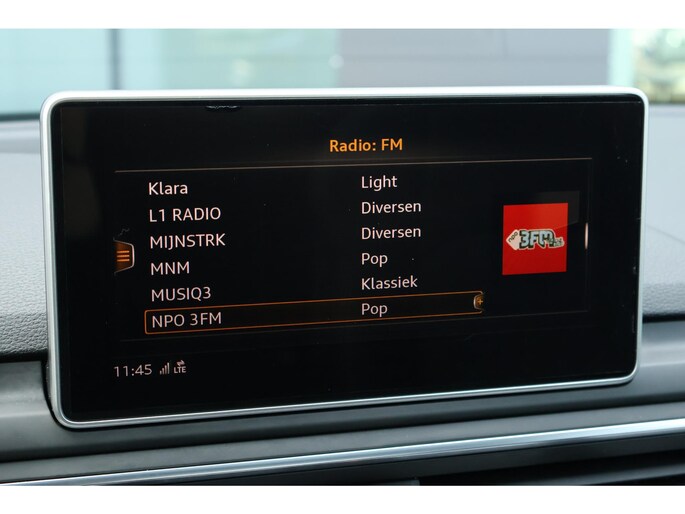 Radio: FM
Klara Light
L1 RADIO Diversen
MIJNSTRK Diversen
MNM Pop
MUSIQ3 Klassiek
NPO 3FM Pop
NPO 3FM
11:45 LTE